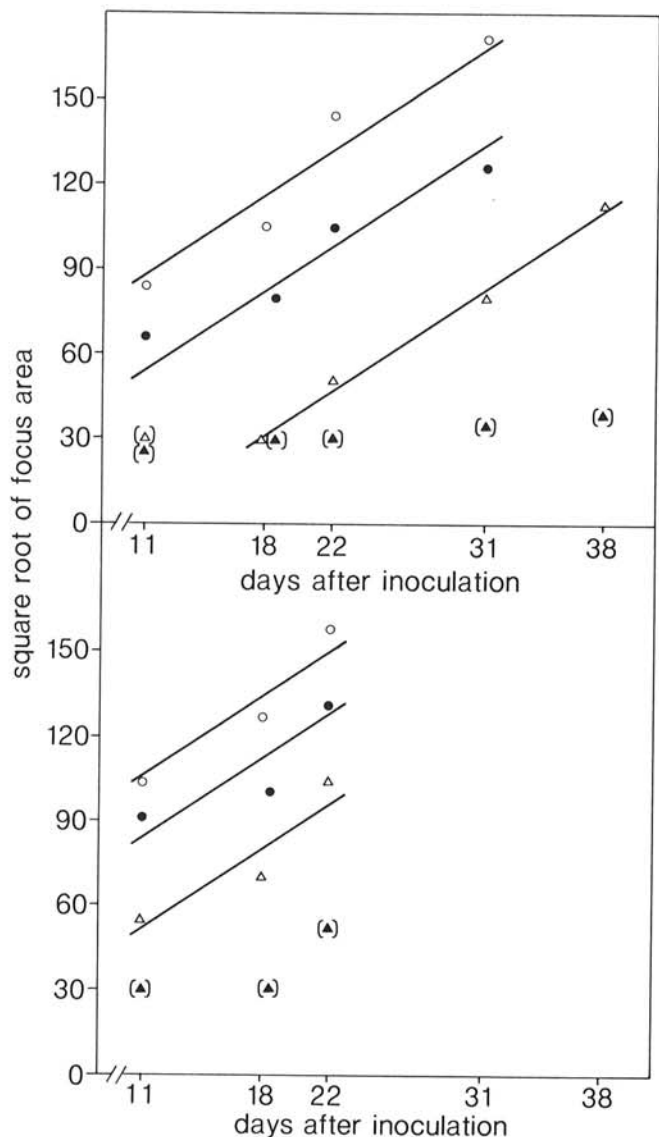 150
120
90
60
30
0
11 18 22 31 38
days after inoculation
square root of focus area
150
120
90
60
30
0
11 18 22 31 38
days after inoculation